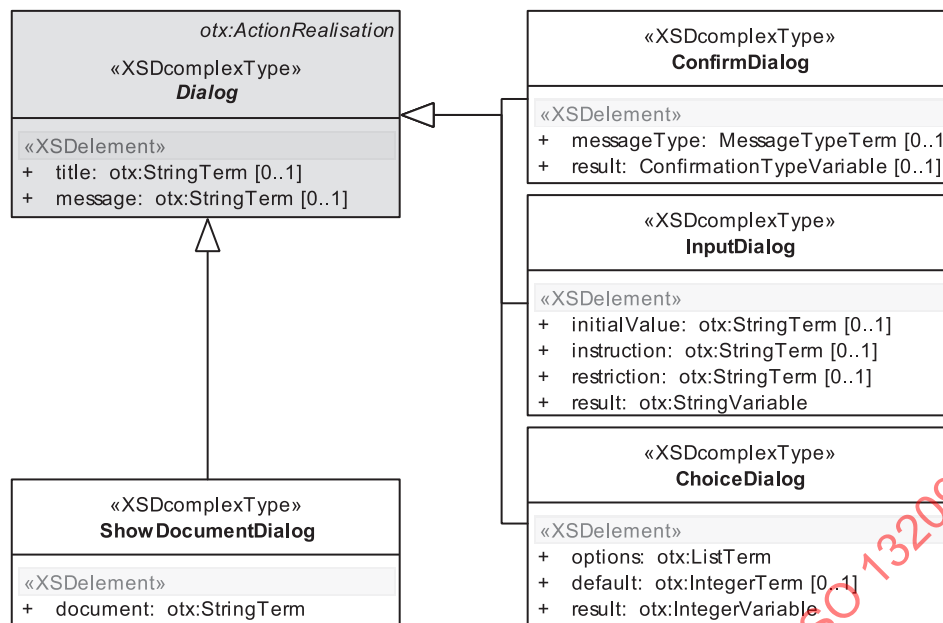 otx:ActionRealisation
«XSDcomplexType»
Dialog
«XSDelement»
+ title: otx:StringTerm [0..1]
+ message: otx:StringTerm [0..1]
«XSDcomplexType»
ConfirmDialog
«XSDelement»
+ messageType: MessageTypeTerm [0..1
+ result: ConfirmationTypeVariable [0..1]
«XSDcomplexType»
InputDialog
«XSDelement»
+ initialValue: otx:StringTerm [0..1]
+ instruction: otx:StringTerm [0..1]
+ restriction: otx:StringTerm [0..1]
+ result: otx:StringVariable
«XSDcomplexType»
ShowDocumentDialog
«XSDelement»
+ document: otx:StringTerm
«XSDcomplexType»
ChoiceDialog
«XSDelement»
+ options: otx:ListTerm
+ default: otx:IntegerTerm [0..1]
+ result: otx:IntegerVariable
SO 13209